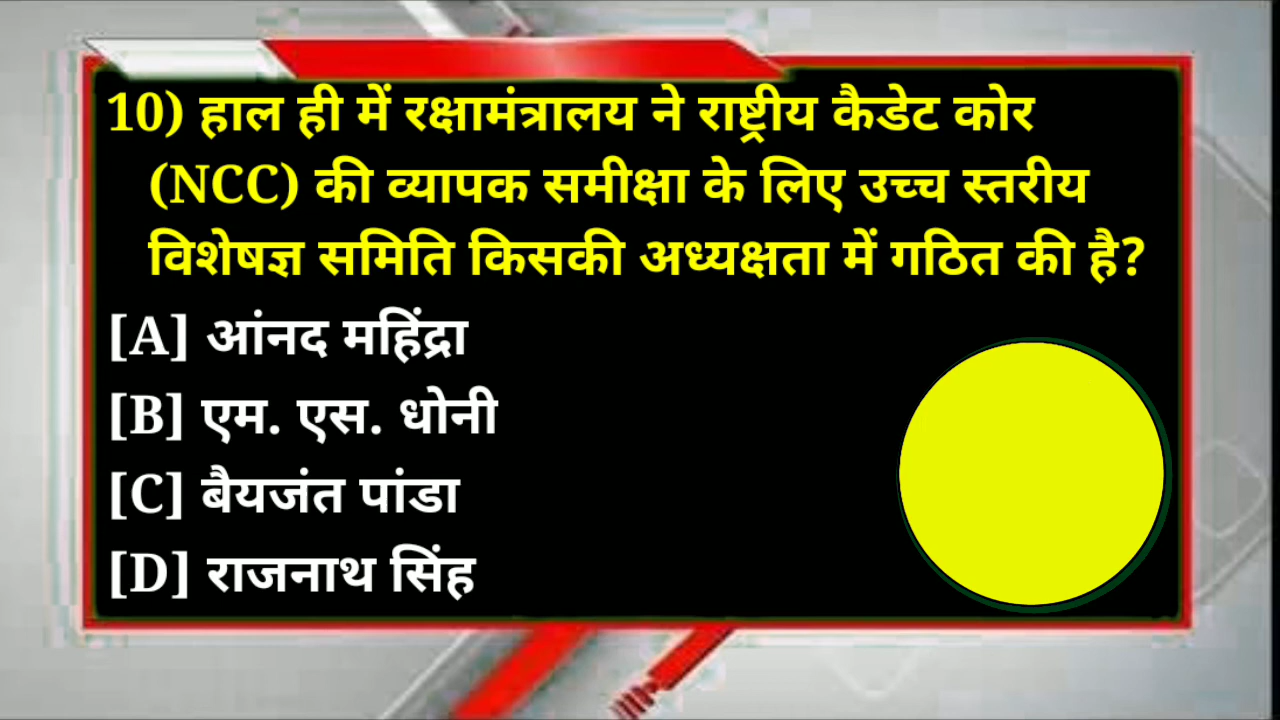 10) हाल ही में रक्षामंत्रालय ने राष्ट्रीय कैडेट कोर
(NCC) की व्यापक समीक्षा के लिए उच्च स्तरीय
विशेषज्ञ समिति किसकी अध्यक्षता में गठित की है?
[A] आंनद महिंद्रा
[B] एम. एस. धोनी
[C] बैयजंत पांडा
[D] राजनाथ सिंह